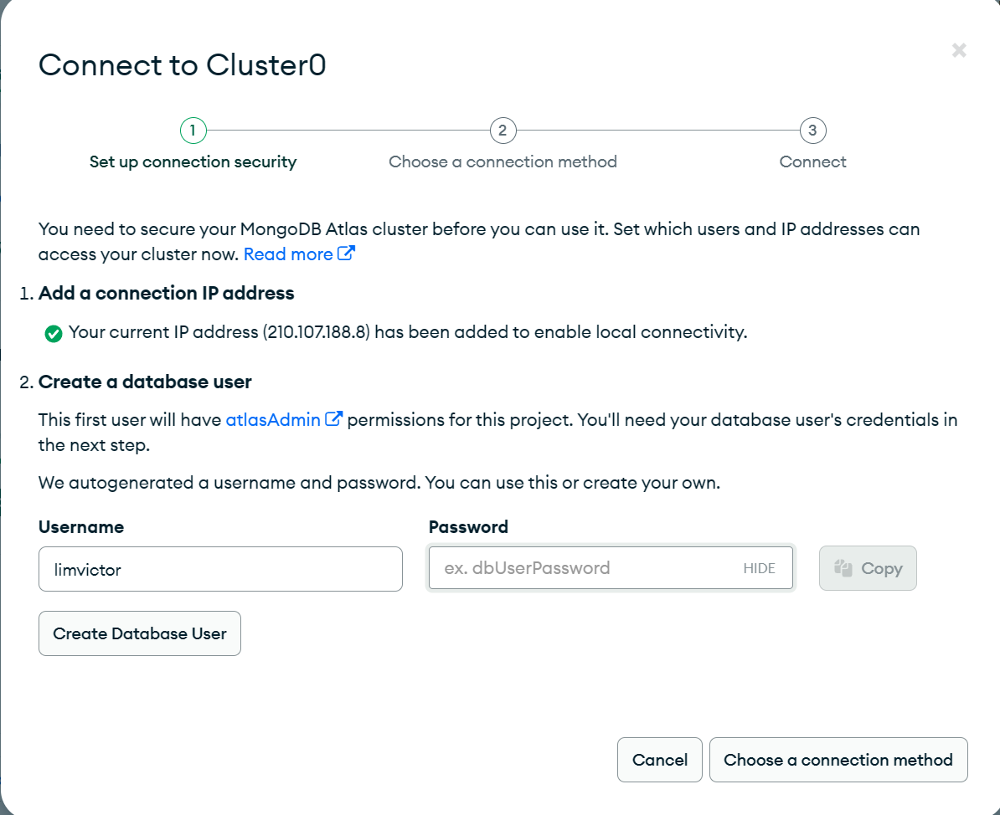 Connect to Cluster0
1
2
3
Set up connection security
Choose a connection method
Connect
You need to secure your MongoDB Atlas cluster before you can use it. Set which users and IP addresses can
access your cluster now. Read more
1. Add a connection IP address
Your current IP address (210.107.188.8) has been added to enable local connectivity.
2. Create a database user
This first user will have atlasAdmin permissions for this project. You'll need your database user's credentials in
the next step.
We autogenerated a username and password. You can use this or create your own.
Username
Password
limvictor
ex. dbUserPassword
HIDE
Copy
Create Database User
Cancel
Choose a connection method